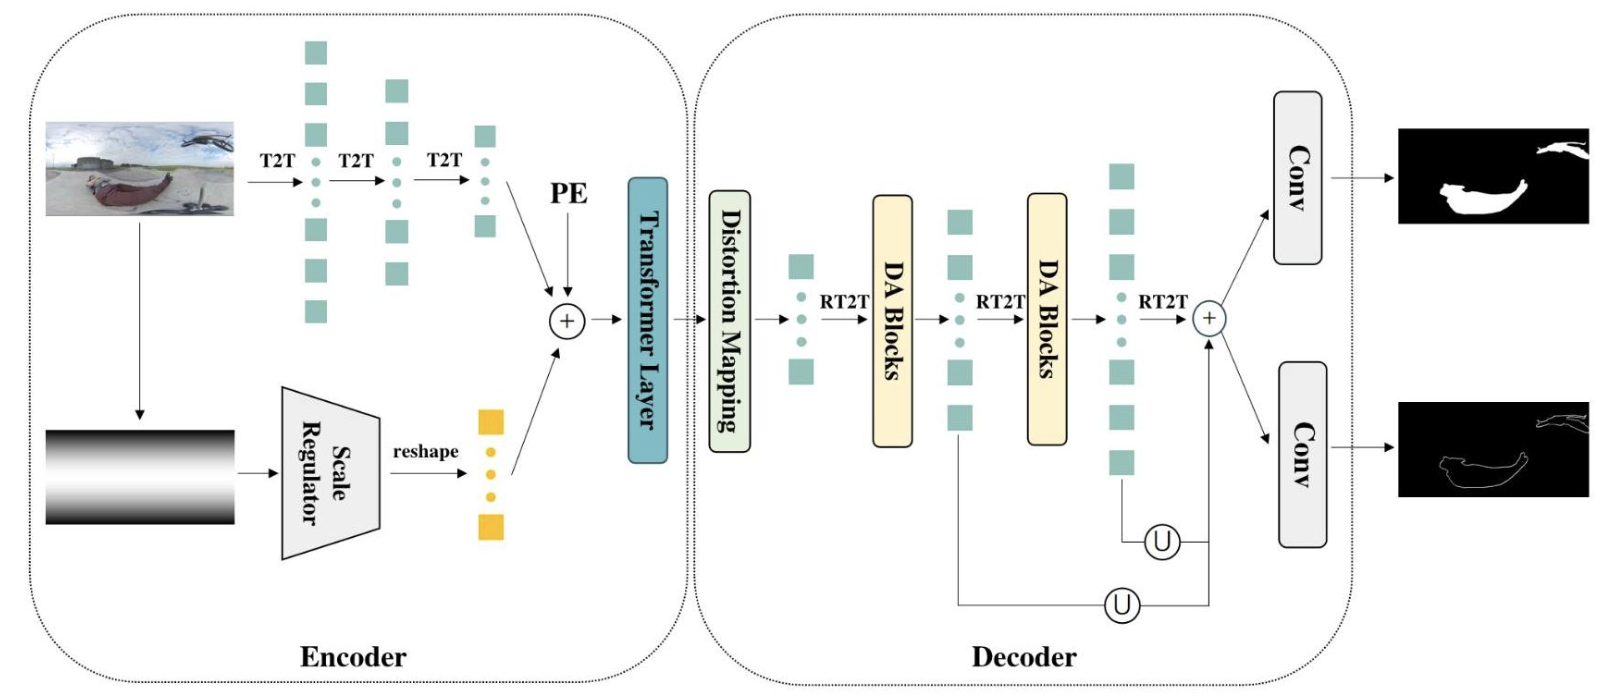 T2T
T2T
T2T
PE
Transformer Layer
Scale
Regulator
reshape
Encoder
Distortion Mapping
RT2T
DA Blocks
RT2T
DA Blocks
RT2T
+
+
U
U
Conv
Conv
Decoder